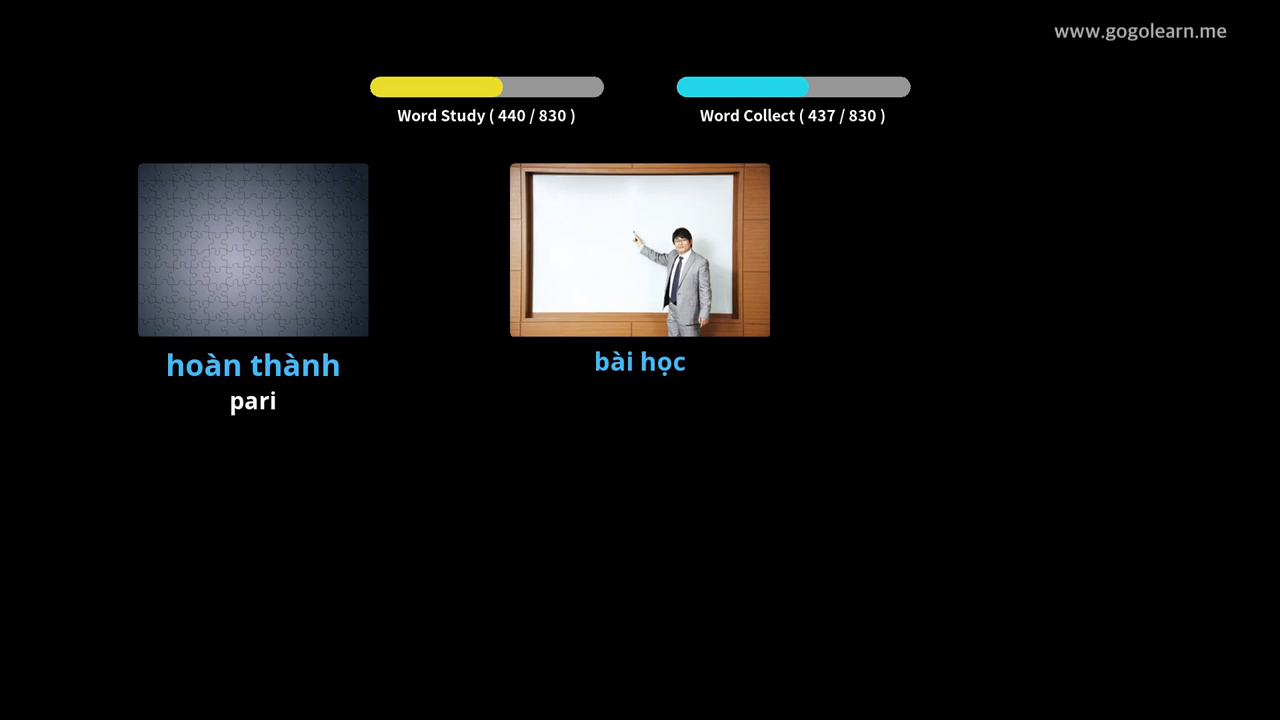 www.gogolearn.me
Word Study ( 440 / 830 )
Word Collect ( 437 / 830 )
hoàn thành
pari
bài học